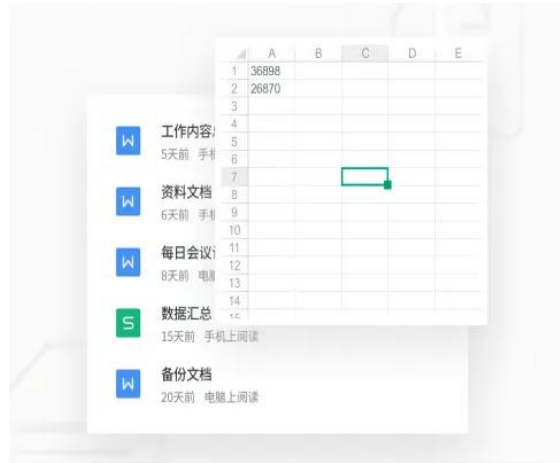 A B C D E
1 36898
2 26870
3
4
5
6
7
8
9
10
11
12
13
14
工作内容
5天前 手
资料文档
6天前 手
每日会议
8天前 电
数据汇总
15天前 手机上阅读
备份文档
20天前 电脑上阅读